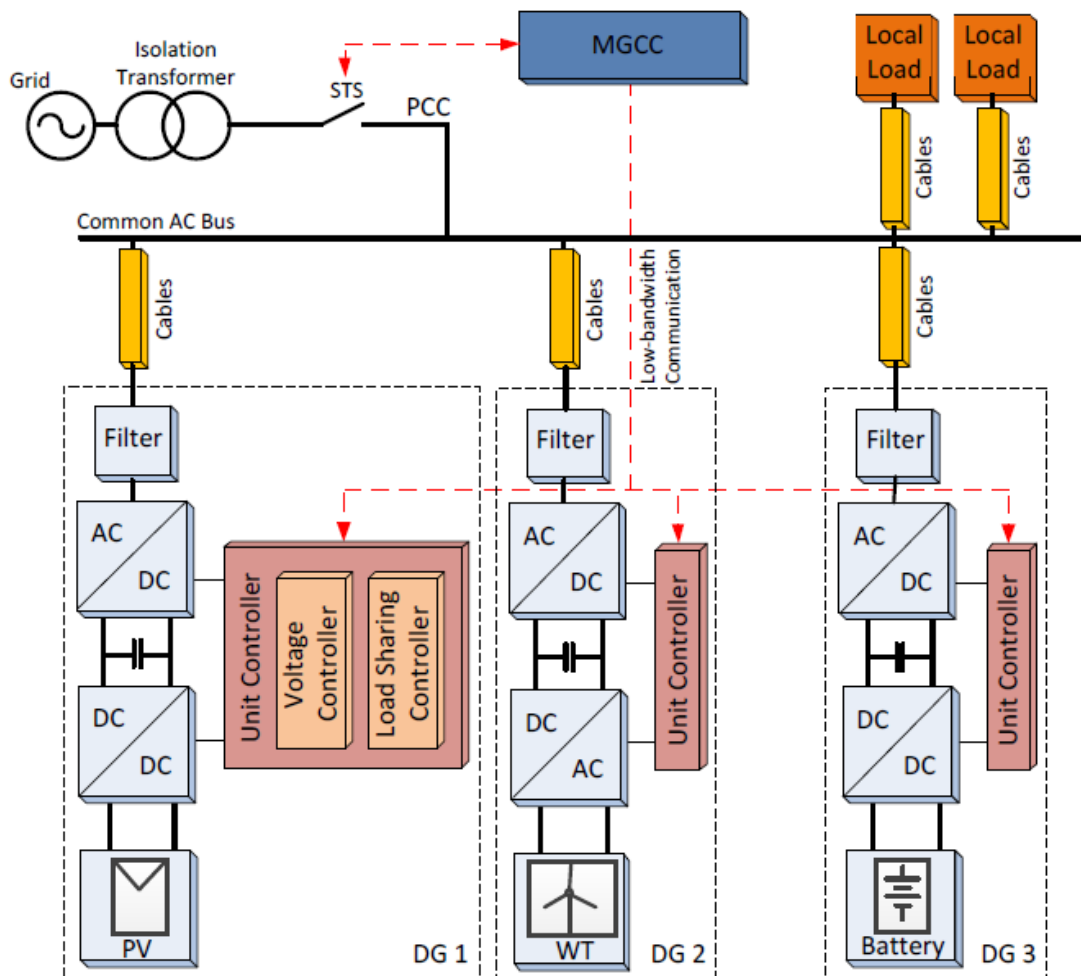 Isolation
Transformer
Grid
STS
PCC
MGCC
Local
Load
Local
Load
Cables
Cables
Common AC Bus
Cables
Cables
Low-bandwidth
Communication
Cables
Filter
Filter
Filter
AC
DC
AC
DC
AC
DC
Unit Controller
Voltage
Controller
Load Sharing
Controller
Unit Controller
Unit Controller
DC
DC
DC
AC
DC
DC
PV
DG 1
WT
DG 2
Battery
DG 3